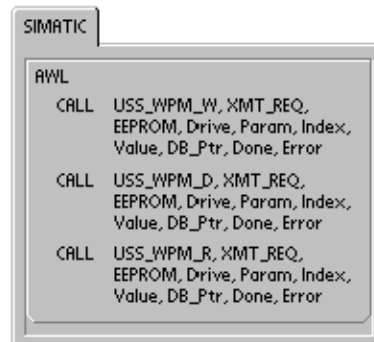 SIMATIC
AWL
CALL USS_WPM_W, XMT_REQ,
EEPROM, Drive, Param, Index,
Value, DB_Ptr, Done, Error
CALL USS_WPM_D, XMT_REQ,
EEPROM, Drive, Param, Index,
Value, DB_Ptr, Done, Error
CALL USS_WPM_R, XMT_REQ,
EEPROM, Drive, Param, Index,
Value, DB_Ptr, Done, Error